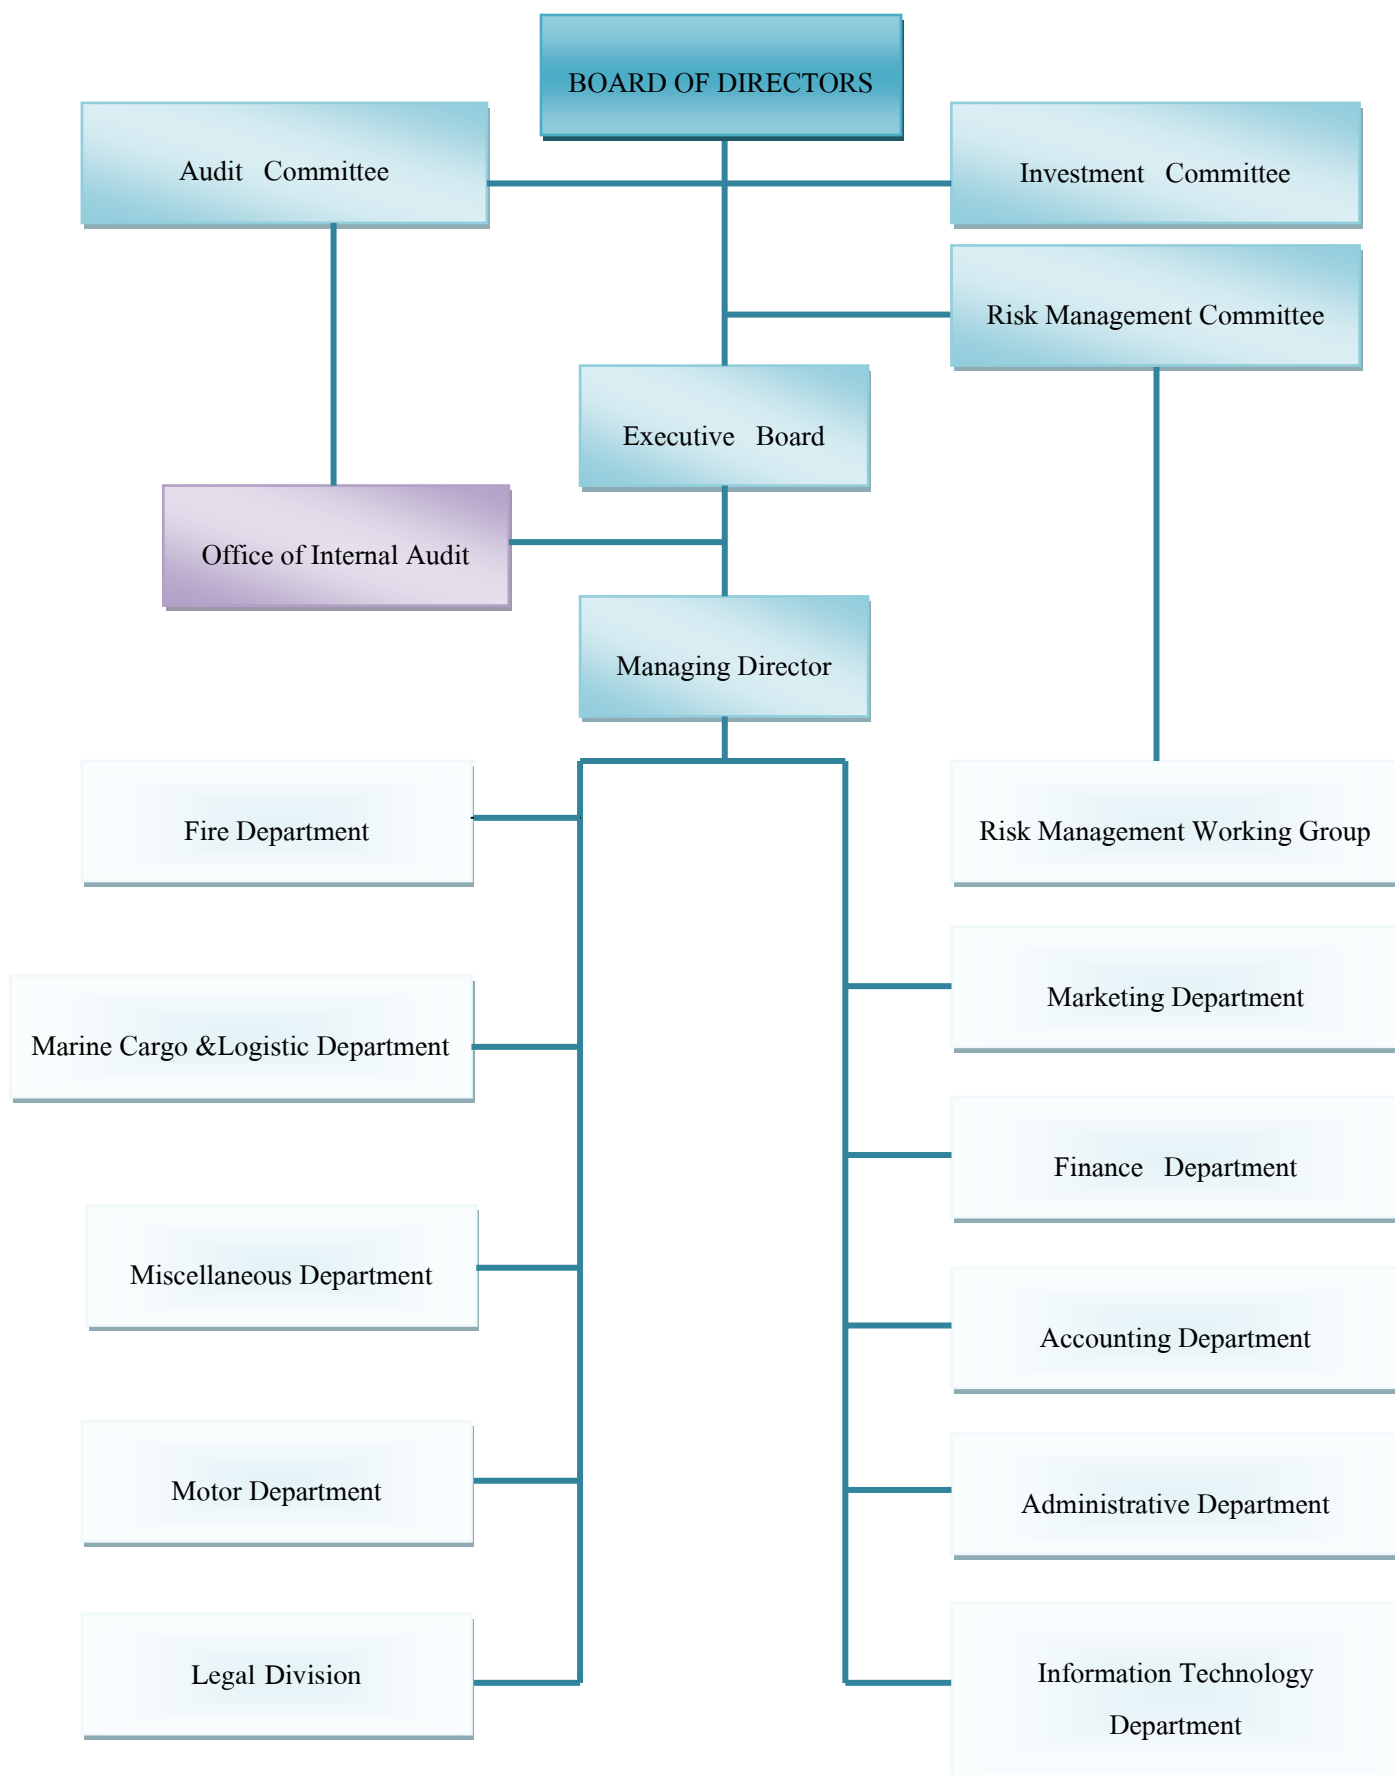 BOARD OF DIRECTORS
Audit Committee
Investment Committee
Risk Management Committee
Executive Board
Office of Internal Audit
Managing Director
Fire Department
Risk Management Working Group
Marketing Department
Marine Cargo &Logistic Department
Finance Department
Miscellaneous Department
Accounting Department
Motor Department
Administrative Department
Legal Division
Information Technology
Department